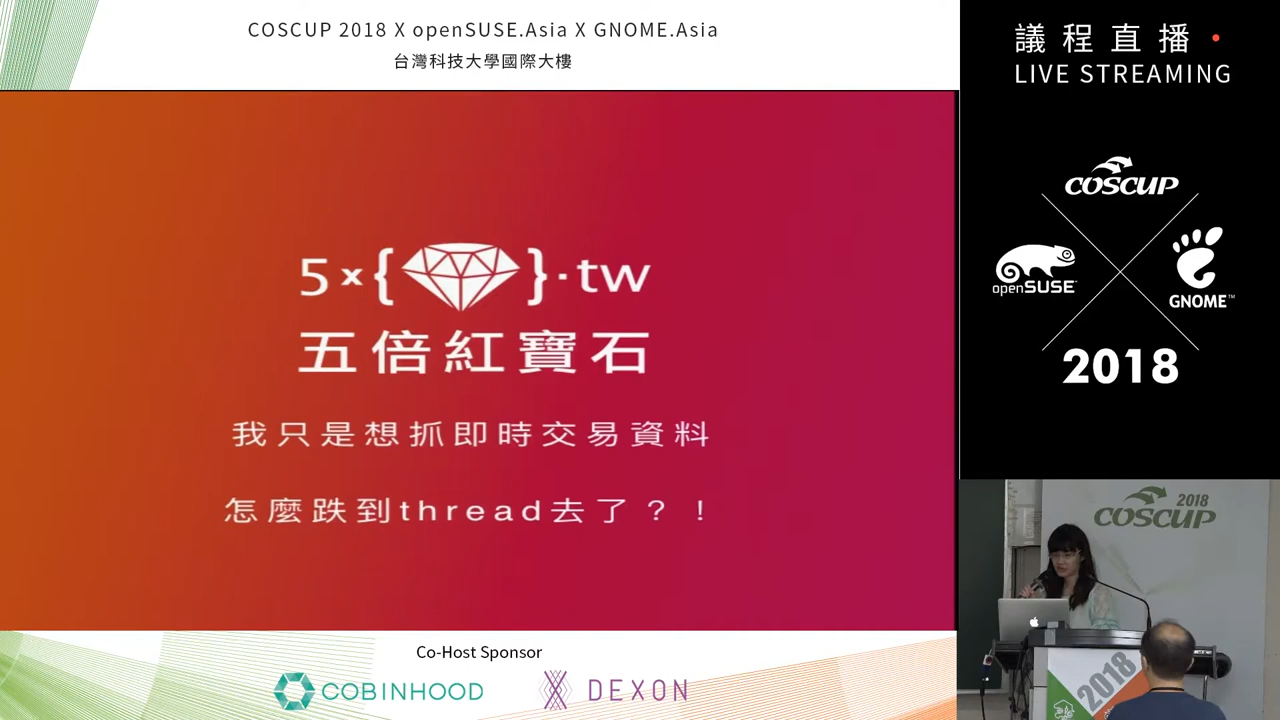 COSCUP 2018 X openSUSE.Asia X GNOME.Asia
台灣科技大學國際大樓
5x{ }.tw
五倍紅寶石
我只是想抓即時交易資料
怎麼跌到thread去了？！
Co-Host Sponsor
COBINHOOD
DEXON
議程直播
LIVE STREAMING
COSCUP
openSUSE
GNOME™
2018
2018
COSCUP
2018